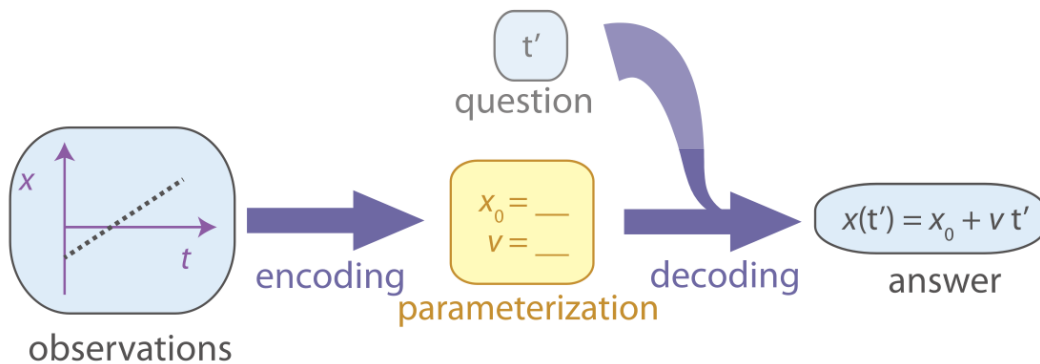 t′
question
x
t
observations
encoding
x₀ = __
v = __
parameterization
decoding
x(t′) = x₀ + v t′
answer